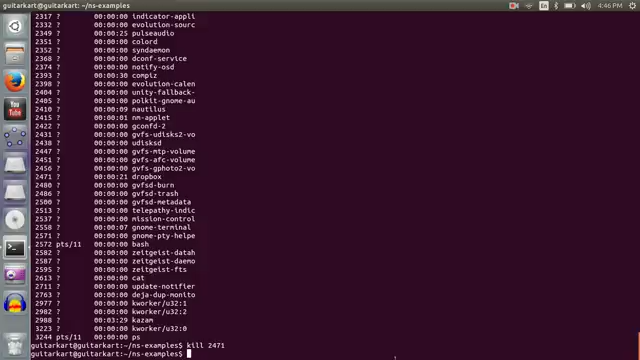 guitarkart@guitarkart: ~/ns-examples
En
4:46 PM
2317 ? 00:00:00 indicator-appli
2332 ? 00:00:00 evolution-sourc
2349 ? 00:00:25 pulseaudio
2351 ? 00:00:00 colord
2352 ? 00:00:00 syndaemon
2368 ? 00:00:00 dconf-service
2374 ? 00:00:00 notify-osd
2393 ? 00:00:30 compiz
2398 ? 00:00:00 evolution-calen
2404 ? 00:00:00 unity-fallback-
2405 ? 00:00:00 polkit-gnome-au
2410 ? 00:00:09 nautilus
2415 ? 00:00:01 nm-applet
2422 ? 00:00:00 gconfd-2
2431 ? 00:00:00 gvfs-udisks2-vo
2438 ? 00:00:00 udisksd
2447 ? 00:00:00 gvfs-mtp-volume
2451 ? 00:00:00 gvfs-afc-volume
2456 ? 00:00:00 gvfs-gphoto2-vo
2471 ? 00:00:21 dropbox
2480 ? 00:00:00 gvfsd-burn
2486 ? 00:00:00 gvfsd-trash
2500 ? 00:00:00 gvfsd-metadata
2513 ? 00:00:00 telepathy-indic
2537 ? 00:00:00 mission-control
2558 ? 00:00:07 gnome-terminal
2571 ? 00:00:00 gnome-pty-helpe
2572 pts/11 00:00:00 bash
2582 ? 00:00:00 zeitgeist-datah
2587 ? 00:00:00 zeitgeist-daemo
2595 ? 00:00:00 zeitgeist-fts
2613 ? 00:00:00 cat
2711 ? 00:00:00 update-notifier
2763 ? 00:00:00 deja-dup-monito
2977 ? 00:00:00 kworker/u32:1
2982 ? 00:00:00 kworker/u32:2
2988 ? 00:03:29 kazam
3223 ? 00:00:00 kworker/u32:0
3244 pts/11 00:00:00 ps
guitarkart@guitarkart:~/ns-examples$ kill 2471
guitarkart@guitarkart:~/ns-examples$
You
Tube